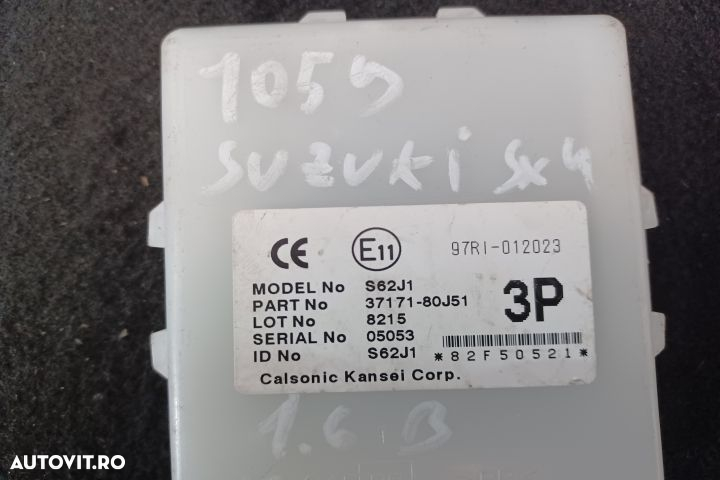 1059
SUZUKI SX4
CE E11 97RI-012023
MODEL No S62J1
PART No 37171-80J51
LOT No 8215
SERIAL No 05053
ID No S62J1
3P
*82F50521*
Calsonic Kansei Corp.
1.6 B
AUTOVIT.RO